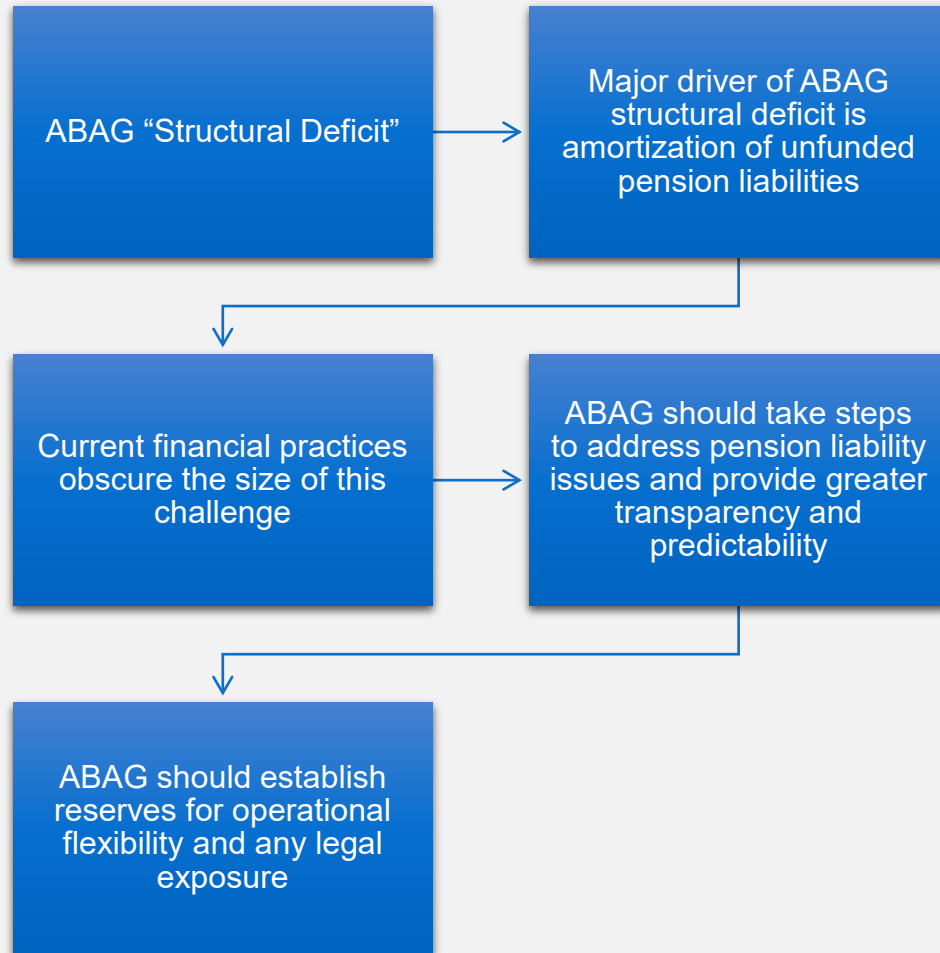 ABAG “Structural Deficit”
Major driver of ABAG
structural deficit is
amortization of unfunded
pension liabilities
Current financial practices
obscure the size of this
challenge
ABAG should take steps
to address pension liability
issues and provide greater
transparency and
predictability
ABAG should establish
reserves for operational
flexibility and any legal
exposure